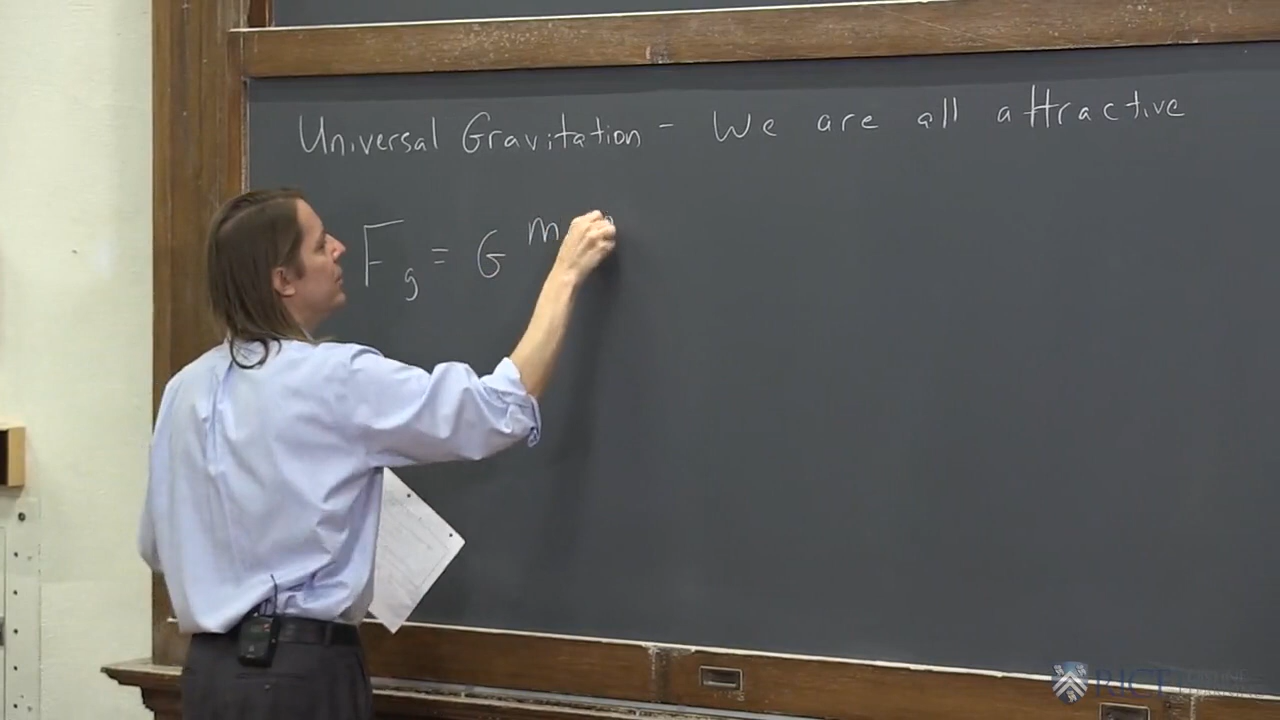 Universal Gravitation - We are all attractive
F_g = G m